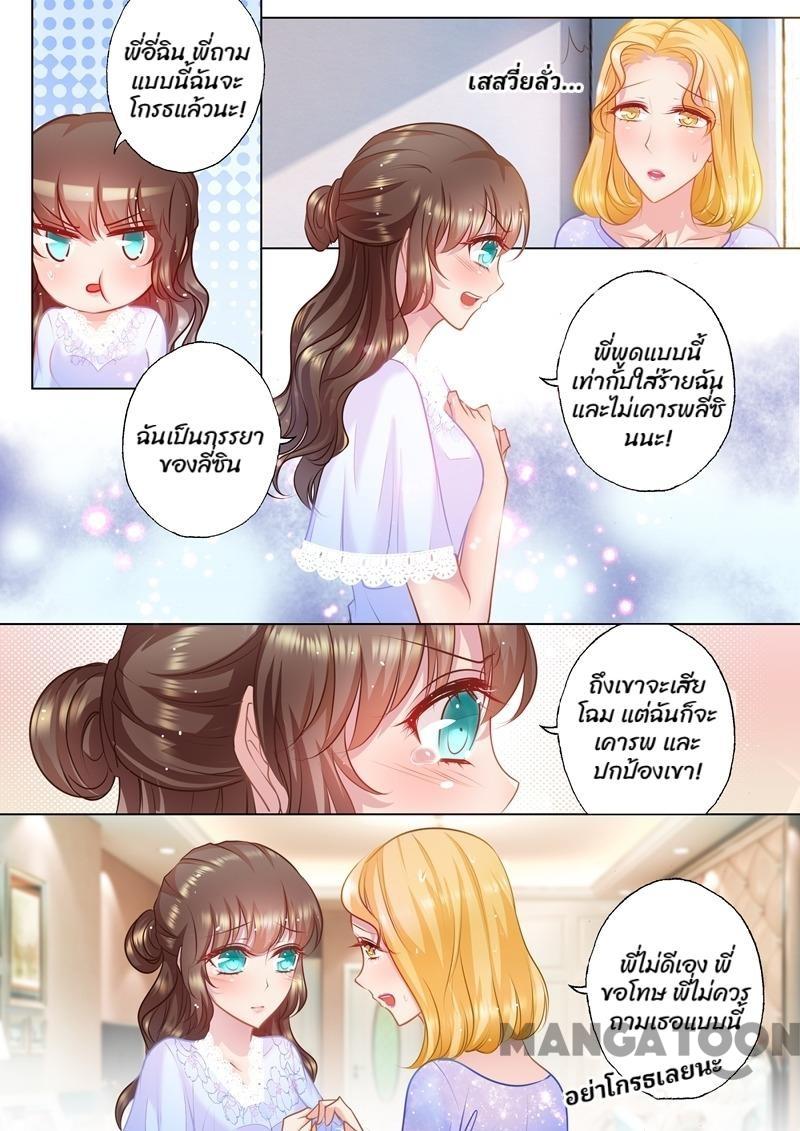 พี่อี่ฉิน พี่ถาม
แบบนี้ฉันจะ
โกรธแล้วนะ!
เสสวี่ยลั่ว...
พี่พูดแบบนี้
เท่ากับใส่ร้ายฉัน
และไม่เคารพลี่ซิ
นนะ!
ฉันเป็นภรรยา
ของลี่ซิน
ถึงเขาจะเสีย
โฉม แต่ฉันก็จะ
เคารพ และ
ปกป้องเขา!
พี่ไม่ดีเอง พี่
ขอโทษ พี่ไม่ควร
ถามเธอแบบนี้
MANGATOON
อย่าโกรธเลยนะ